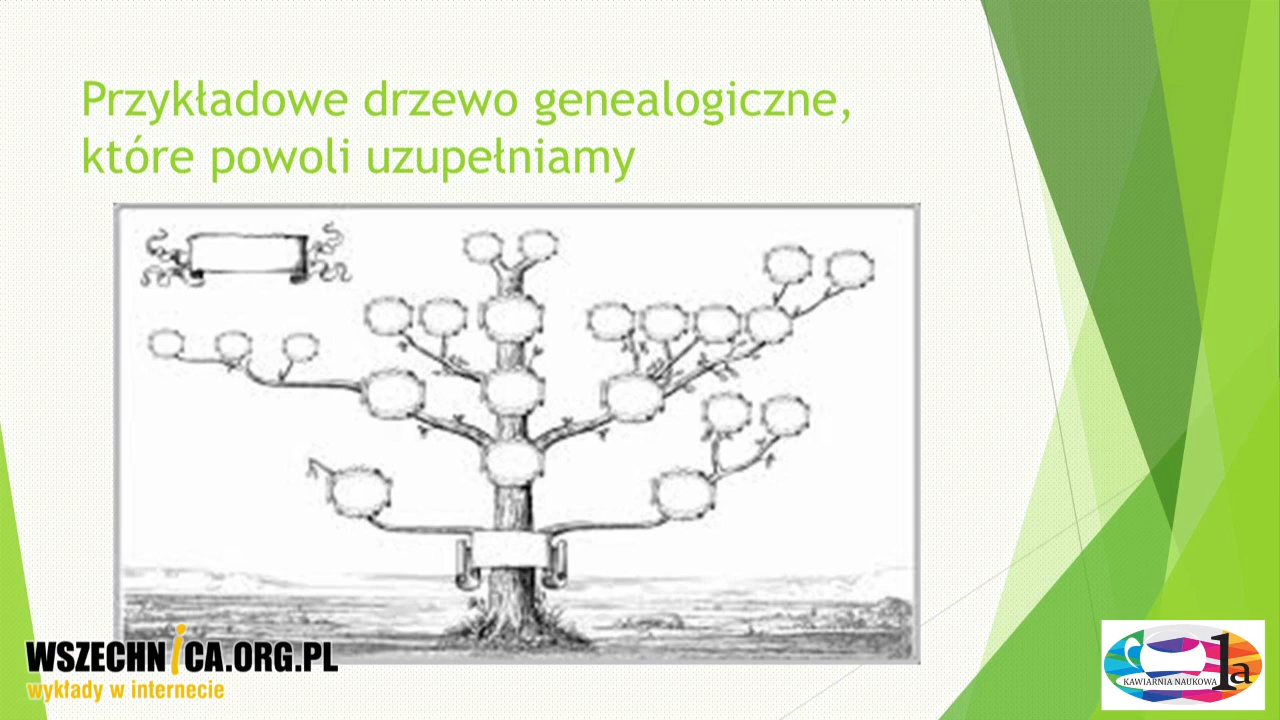 Przykładowe drzewo genealogiczne,
które powoli uzupełniamy
WSZECHNiCA.ORG.PL
wykłady w internecie
1a
KAWIARNIA NAUKOWA